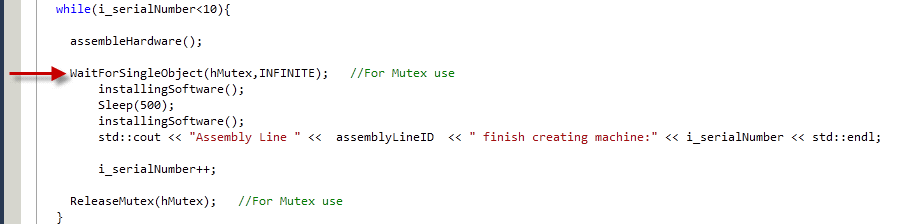 while(i_serialNumber<10){
assembleHardware();
WaitForSingleObject(hMutex,INFINITE);   //For Mutex use
installingSoftware();
Sleep(500);
installingSoftware();
std::cout << "Assembly Line " <<  assemblyLineID  << " finish creating machine:" << i_serialNumber << std::endl;
i_serialNumber++;
ReleaseMutex(hMutex);   //For Mutex use
}